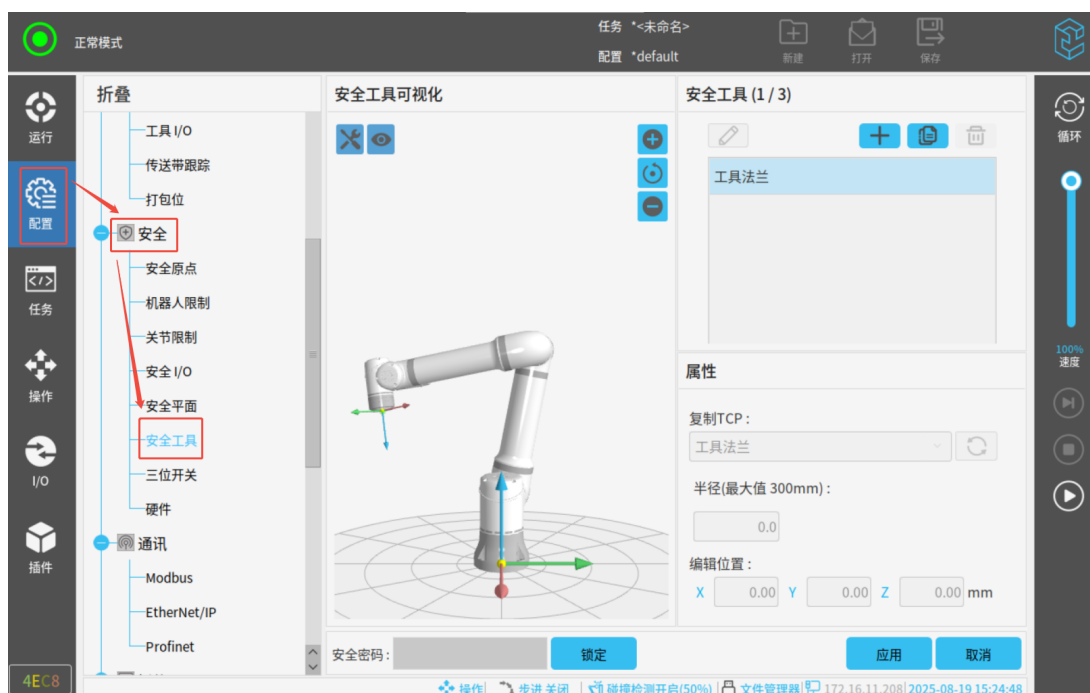 正常模式
任务 *<未命名>
配置 *default
新建
打开
保存
运行
配置
任务
操作
I/O
插件
4EC8
折叠
工具 I/O
传送带跟踪
打包位
安全
安全原点
机器人限制
关节限制
安全 I/O
安全平面
安全工具
三位开关
硬件
通讯
Modbus
EtherNet/IP
Profinet
安全工具可视化
安全工具 (1 / 3)
工具法兰
属性
复制TCP :
工具法兰
半径(最大值 300mm) :
0.0
编辑位置 :
X 0.00 Y 0.00 Z 0.00 mm
安全密码 :
锁定
应用
取消
循环
100%
速度
操作
步进 关闭
碰撞检测开启(50%)
文件管理器
172.16.11.208
2025-08-19 15:24:48